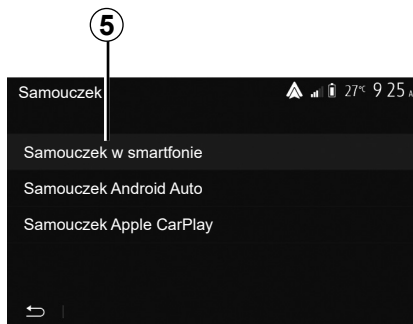 5
Samouczek
27°C 9 25 A
Samouczek w smartfonie
Samouczek Android Auto
Samouczek Apple CarPlay